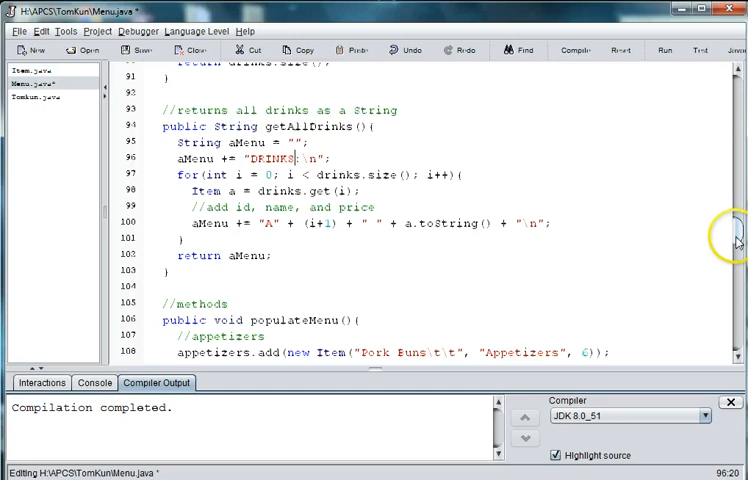 H:\APCS\TomKun\Menu.java *
File Edit Tools Project Debugger Language Level Help
New Open Save Close Cut Copy Paste Undo Redo Find Compile Reset Run Test Java
Item.java
Menu.java*
Tomkun.java
return drinks.size();
91 }
92
93 //returns all drinks as a String
94 public String getAllDrinks(){
95 String aMenu = "";
96 aMenu += "DRINKS:\n";
97 for(int i = 0; i < drinks.size(); i++){
98 Item a = drinks.get(i);
99 //add id, name, and price
100 aMenu += "A" + (i+1) + " " + a.toString() + "\n";
101 }
102 return aMenu;
103 }
104
105 //methods
106 public void populateMenu(){
107 //appetizers
108 appetizers.add(new Item("Pork Buns\t\t", "Appetizers", 6));
Interactions Console Compiler Output
Compilation completed.
Compiler
JDK 8.0_51
Highlight source
Editing H:\APCS\TomKun\Menu.java *
96:20